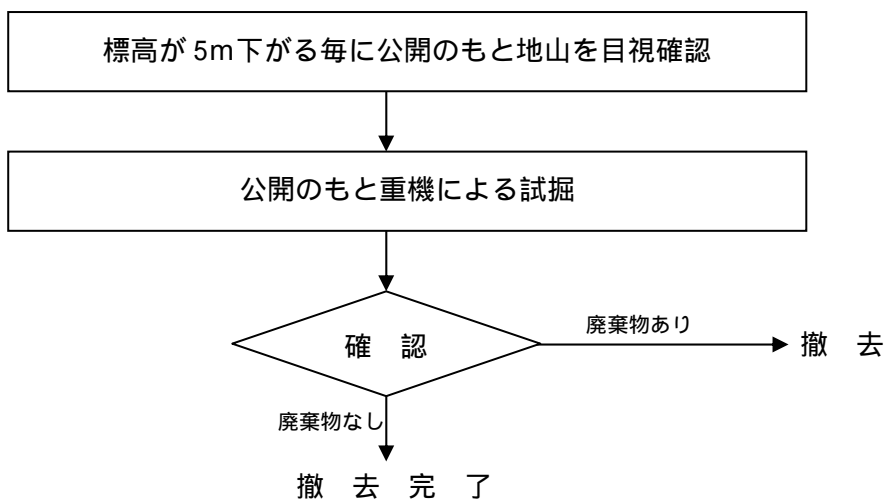 標高が 5m下がる毎に公開のもと地山を目視確認
公開のもと重機による試掘
確　認
廃棄物あり
撤　去
廃棄物なし
撤　去　完　了